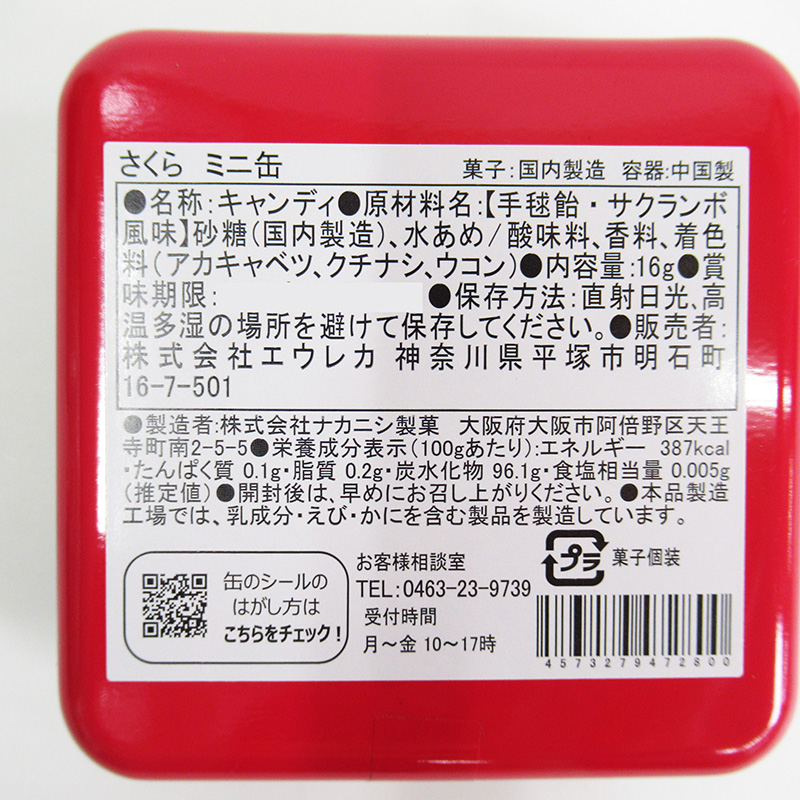 さくら ミニ缶 菓子:国内製造 容器:中国製
●名称:キャンディ●原材料名:【手毬飴・サクランボ
風味】砂糖(国内製造)、水あめ/酸味料、香料、着色
料(アカキャベツ、クチナシ、ウコン)●内容量:16g●賞
味期限: ●保存方法:直射日光、高
温多湿の場所を避けて保存してください。●販売者:
株式会社エウレカ 神奈川県平塚市明石町
16-7-501
●製造者:株式会社ナカニシ製菓 大阪府大阪市阿倍野区天王
寺町南2-5-5●栄養成分表示(100gあたり):エネルギー 387kcal
・たんぱく質 0.1g・脂質 0.2g・炭水化物 96.1g・食塩相当量 0.005g
(推定値)●開封後は、早めにお召し上がりください。●本品製造
工場では、乳成分・えび・かにを含む製品を製造しています。
缶のシールの
はがし方は
こちらをチェック!
お客様相談室
TEL:0463-23-9739
受付時間
月～金 10～17時
プラ 菓子個装
4573279472800